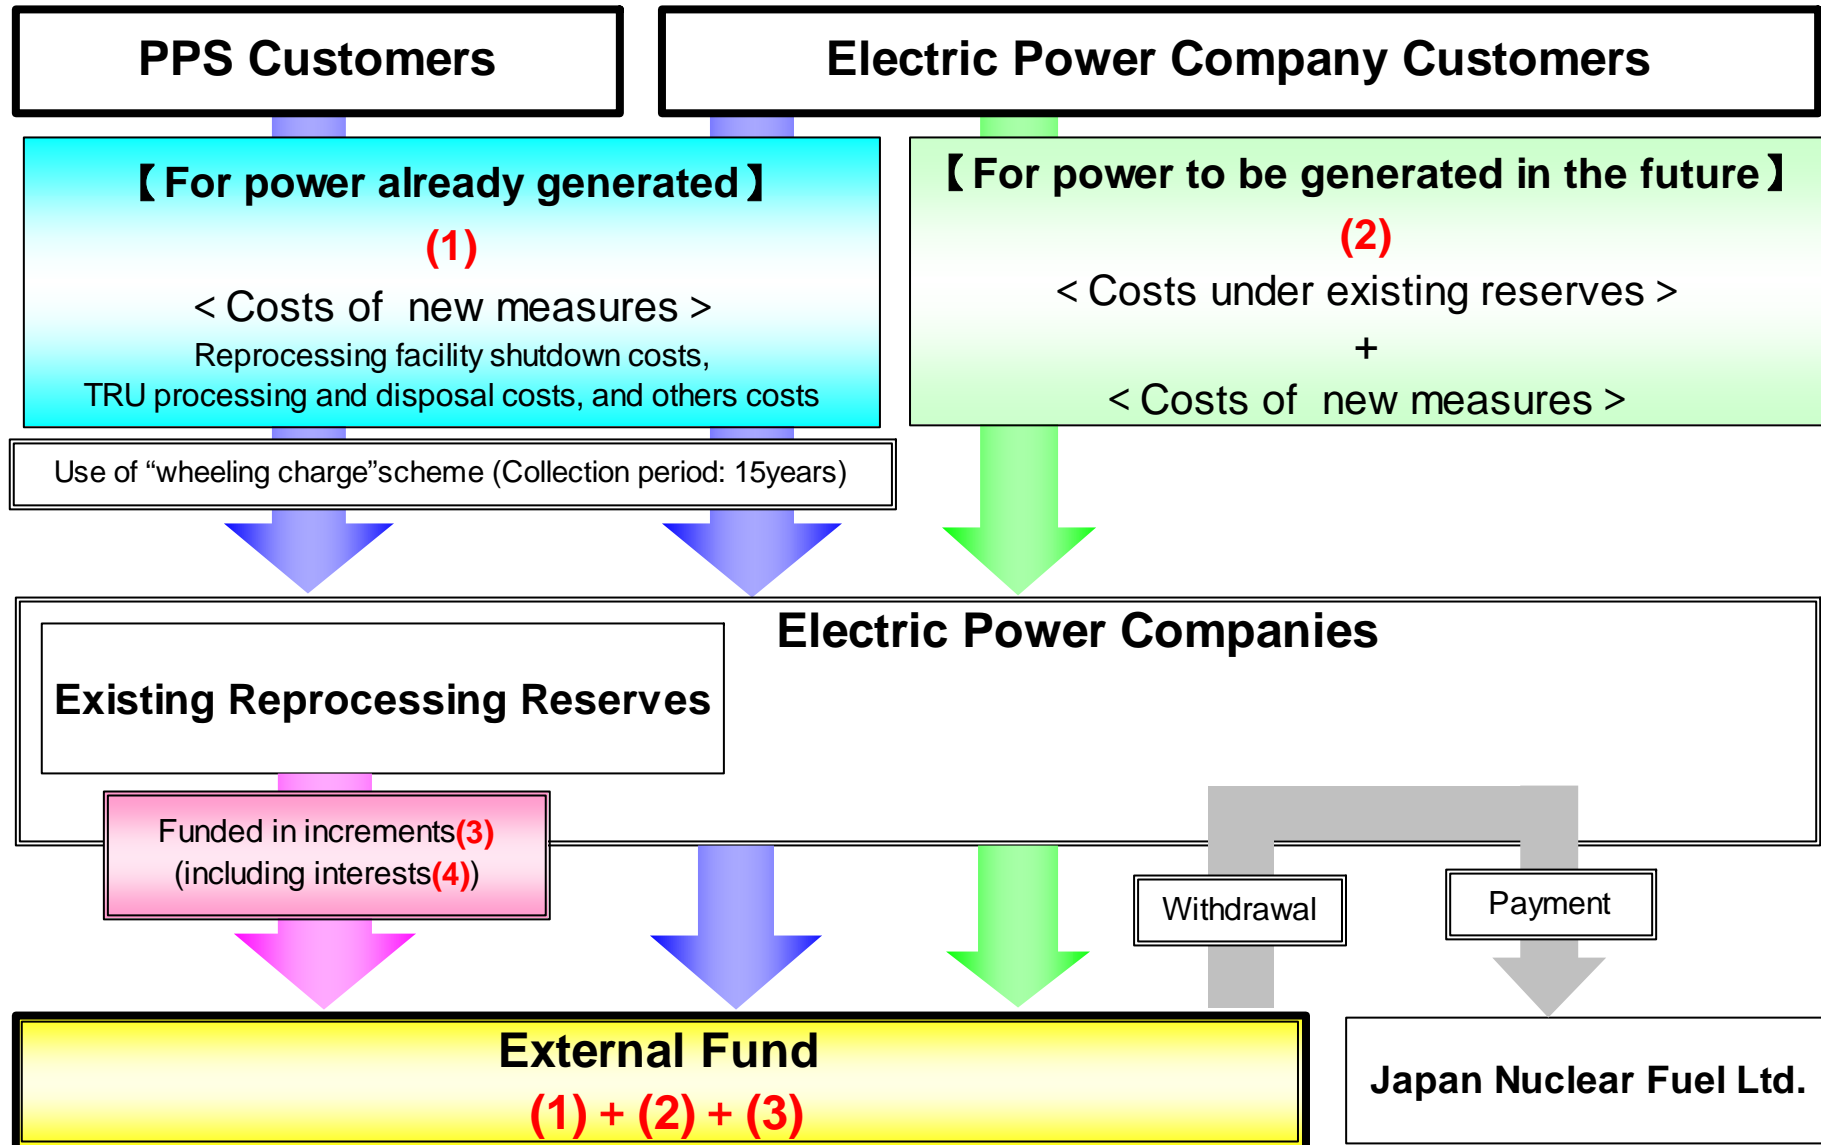 PPS Customers
Electric Power Company Customers
【For power already generated】
(1)
<Costs of new measures>
Reprocessing facility shutdown costs,
TRU processing and disposal costs, and others costs
【For power to be generated in the future】
(2)
<Costs under existing reserves>
+
<Costs of new measures>
Use of “wheeling charge”scheme (Collection period: 15years)
Electric Power Companies
Existing Reprocessing Reserves
Funded in increments(3)
(including interests(4))
Withdrawal
Payment
External Fund
(1) + (2) + (3)
Japan Nuclear Fuel Ltd.